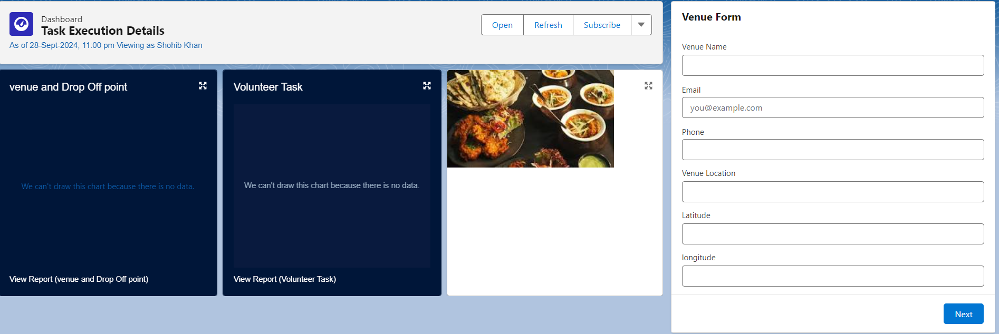 Dashboard
Task Execution Details
As of 28-Sept-2024, 11:00 pm·Viewing as Shohib Khan
Open
Refresh
Subscribe
venue and Drop Off point
We can't draw this chart because there is no data.
View Report (venue and Drop Off point)
Volunteer Task
We can't draw this chart because there is no data.
View Report (Volunteer Task)
Venue Form
Venue Name
Email
you@example.com
Phone
Venue Location
Latitude
longitude
Next